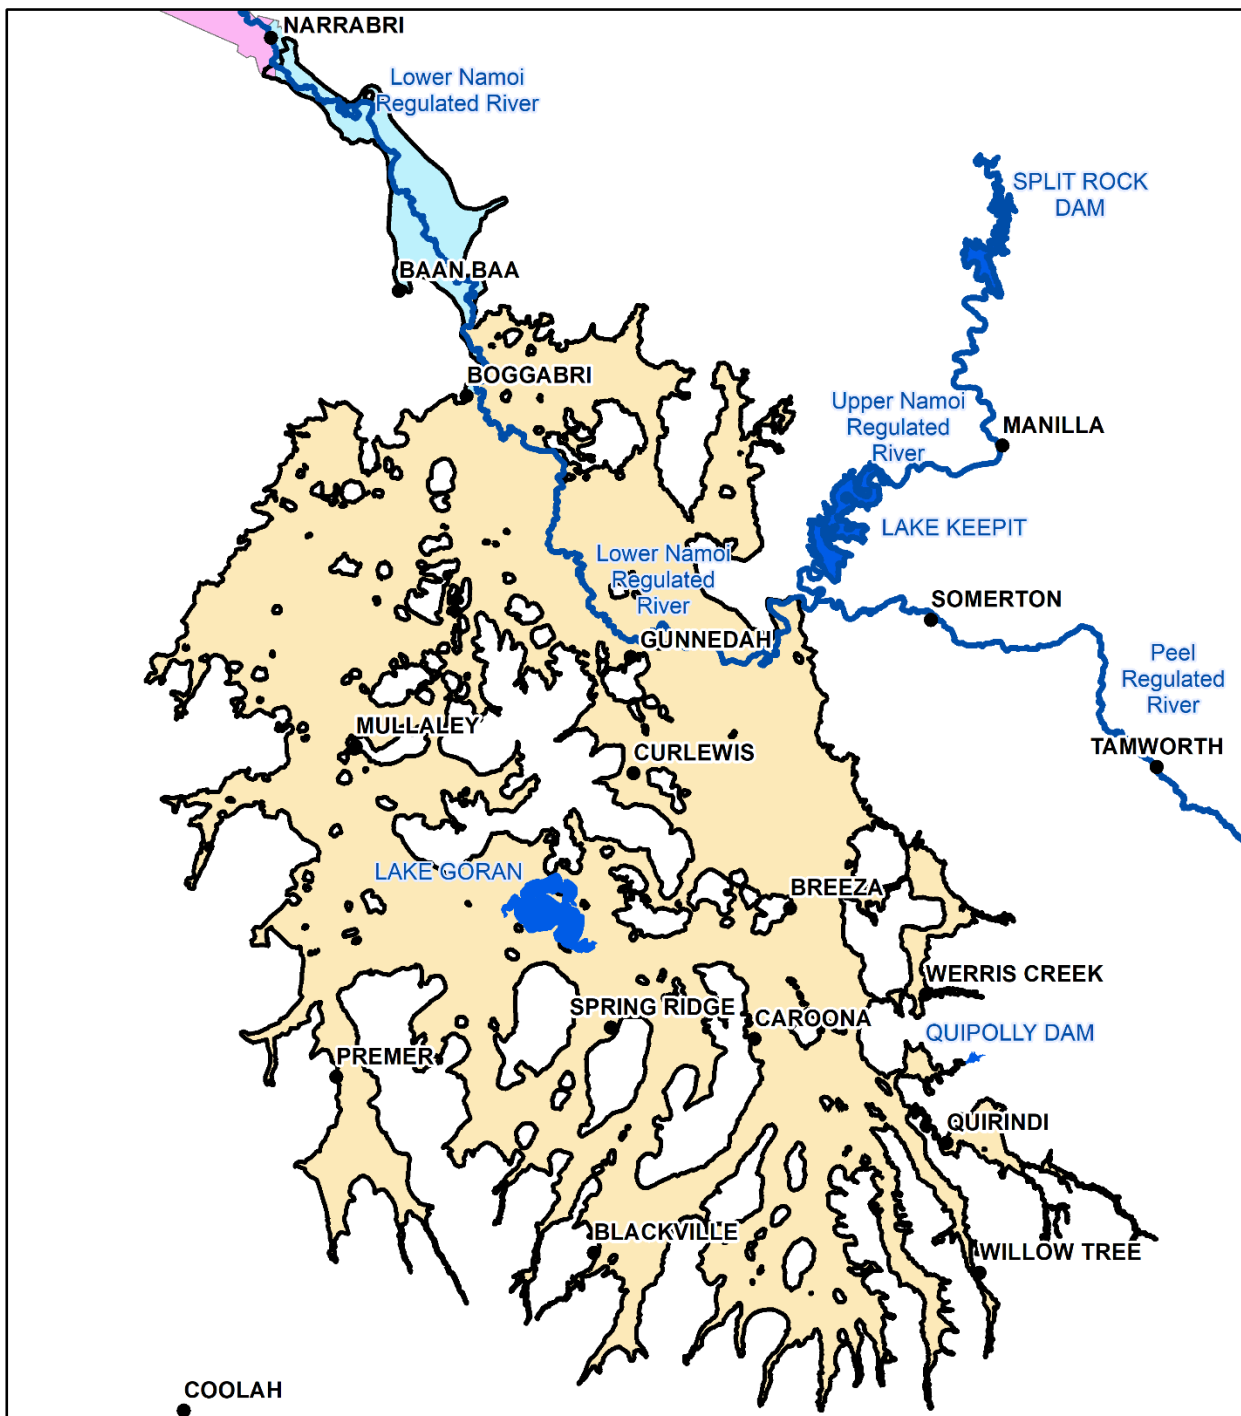 NARRABRI
Lower Namoi
Regulated River
SPLIT ROCK
DAM
BAAN BAA
BOGGABRI
Upper Namoi
Regulated
River
MANILLA
LAKE KEEPIT
Lower Namoi
Regulated
River
SOMERTON
GUNNEDAH
Peel
Regulated
River
MULLALEY
CURLEWIS
TAMWORTH
LAKE GORAN
BREEZA
WERRIS CREEK
SPRING RIDGE
CAROONA
QUIPOLLY DAM
PREMER
QUIRINDI
BLACKVILLE
WILLOW TREE
COOLAH